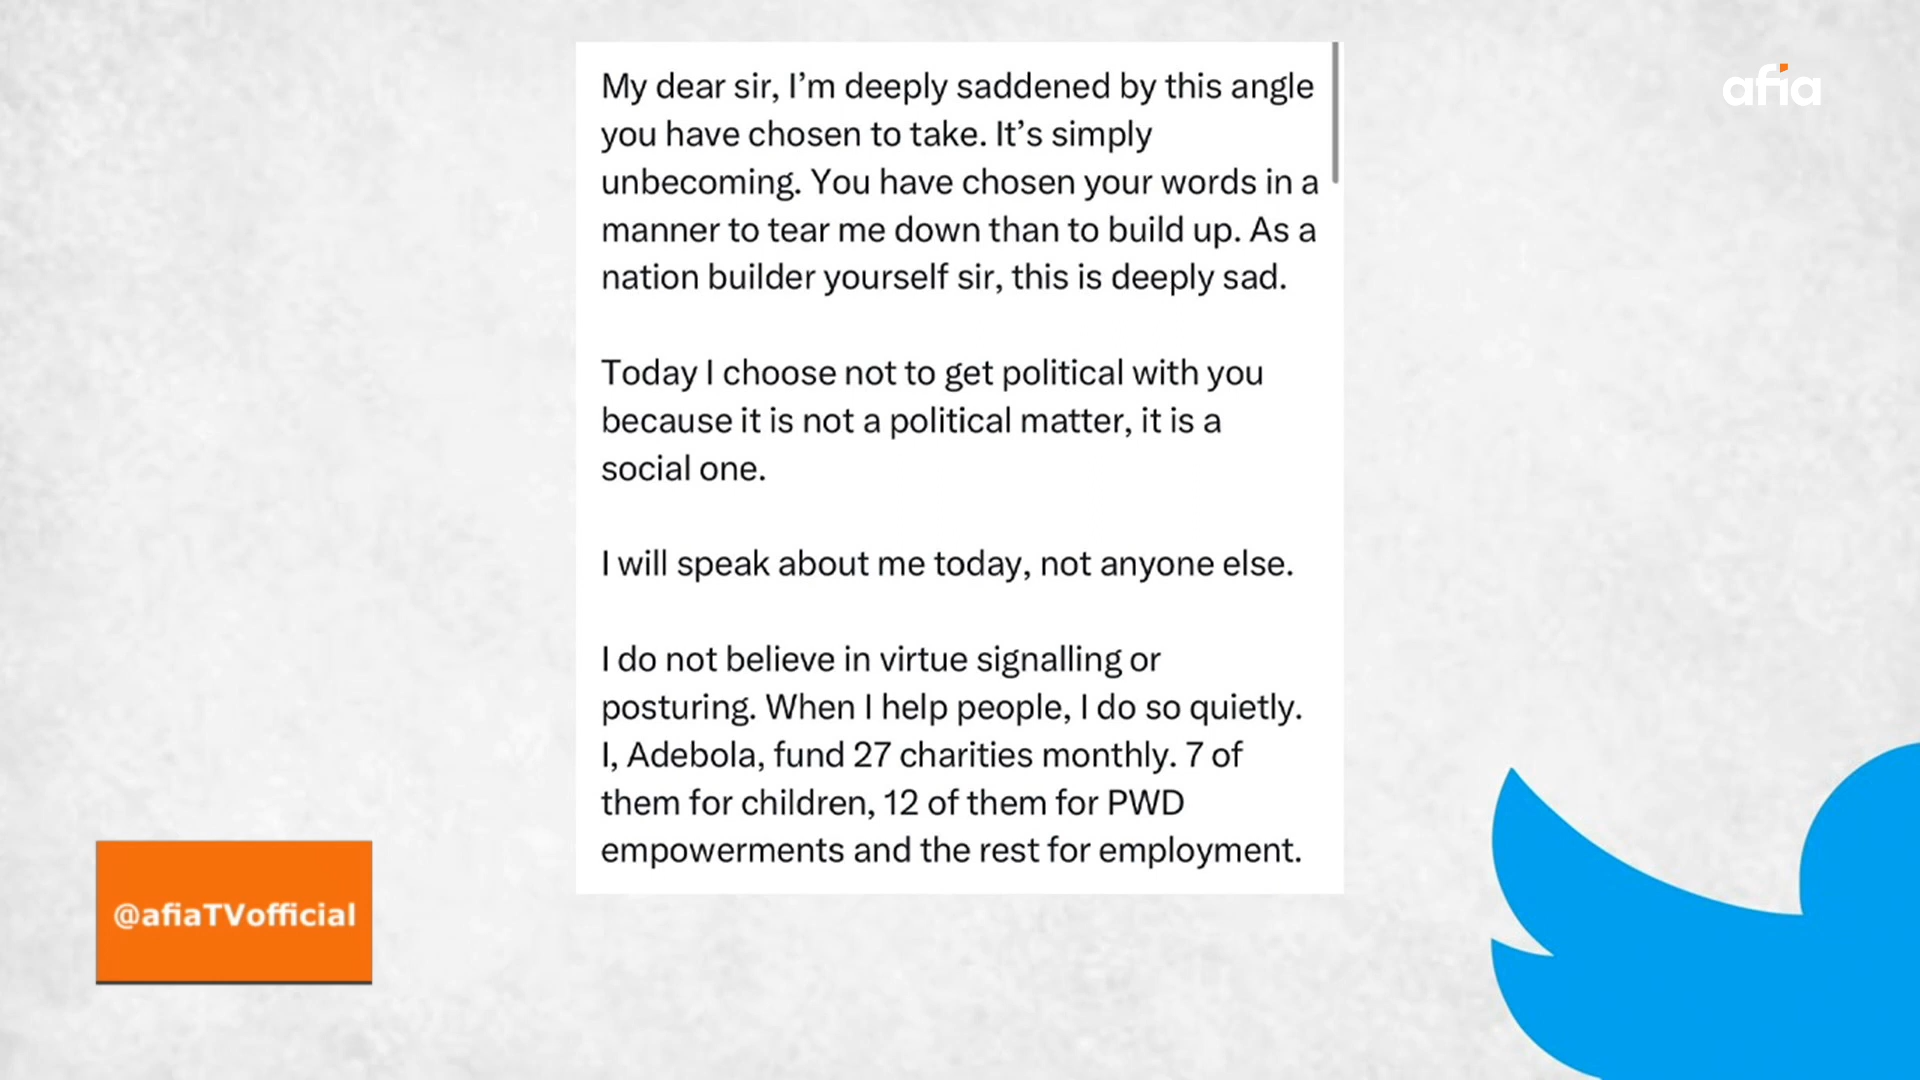 afia
My dear sir, I’m deeply saddened by this angle
you have chosen to take. It’s simply
unbecoming. You have chosen your words in a
manner to tear me down than to build up. As a
nation builder yourself sir, this is deeply sad.
Today I choose not to get political with you
because it is not a political matter, it is a
social one.
I will speak about me today, not anyone else.
I do not believe in virtue signalling or
posturing. When I help people, I do so quietly.
I, Adebola, fund 27 charities monthly. 7 of
them for children, 12 of them for PWD
empowerments and the rest for employment.
@afiaTVofficial